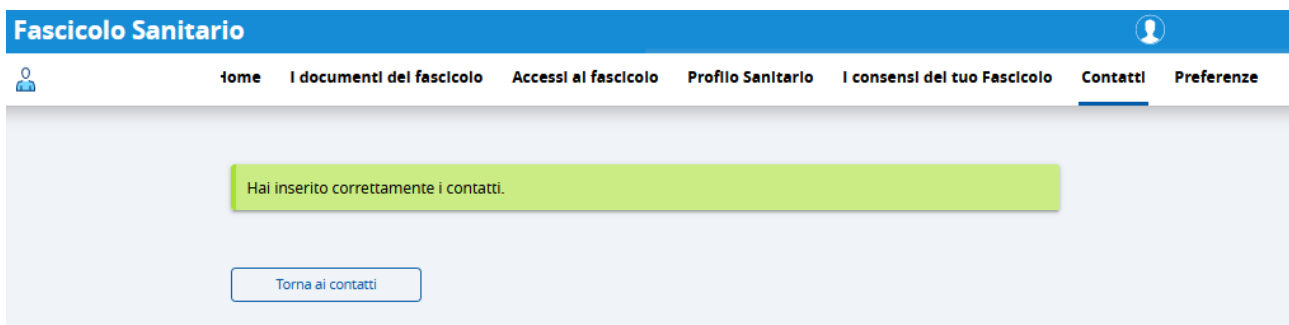 Fascicolo Sanitario
Home I documenti del fascicolo Accessi al fascicolo Profilo Sanitario I consensi del tuo Fascicolo Contatti Preferenze
Hai inserito correttamente i contatti.
Torna ai contatti